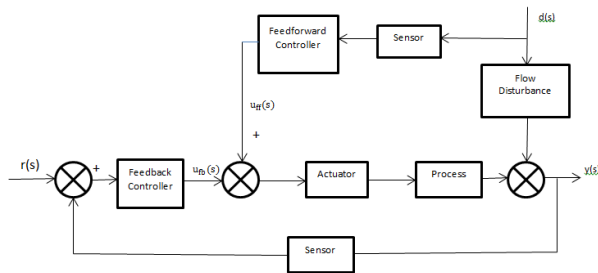 d(s)
Feedforward
Controller
Sensor
Flow
Disturbance
uff(s)
+
r(s)
+
Feedback
Controller
ufb(s)
Actuator
Process
y(s)
Sensor